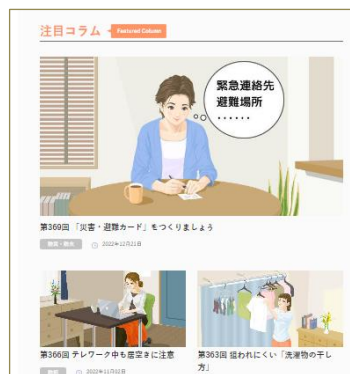 注目コラム Featured Column
緊急連絡先
避難場所
……
第369回 「災害・避難カード」をつくりましょう
2022年12月21日
第366回 テレワーク中も居空きに注意
2022年11月02日
第363回 狙われにくい「洗濯物の干し
方」